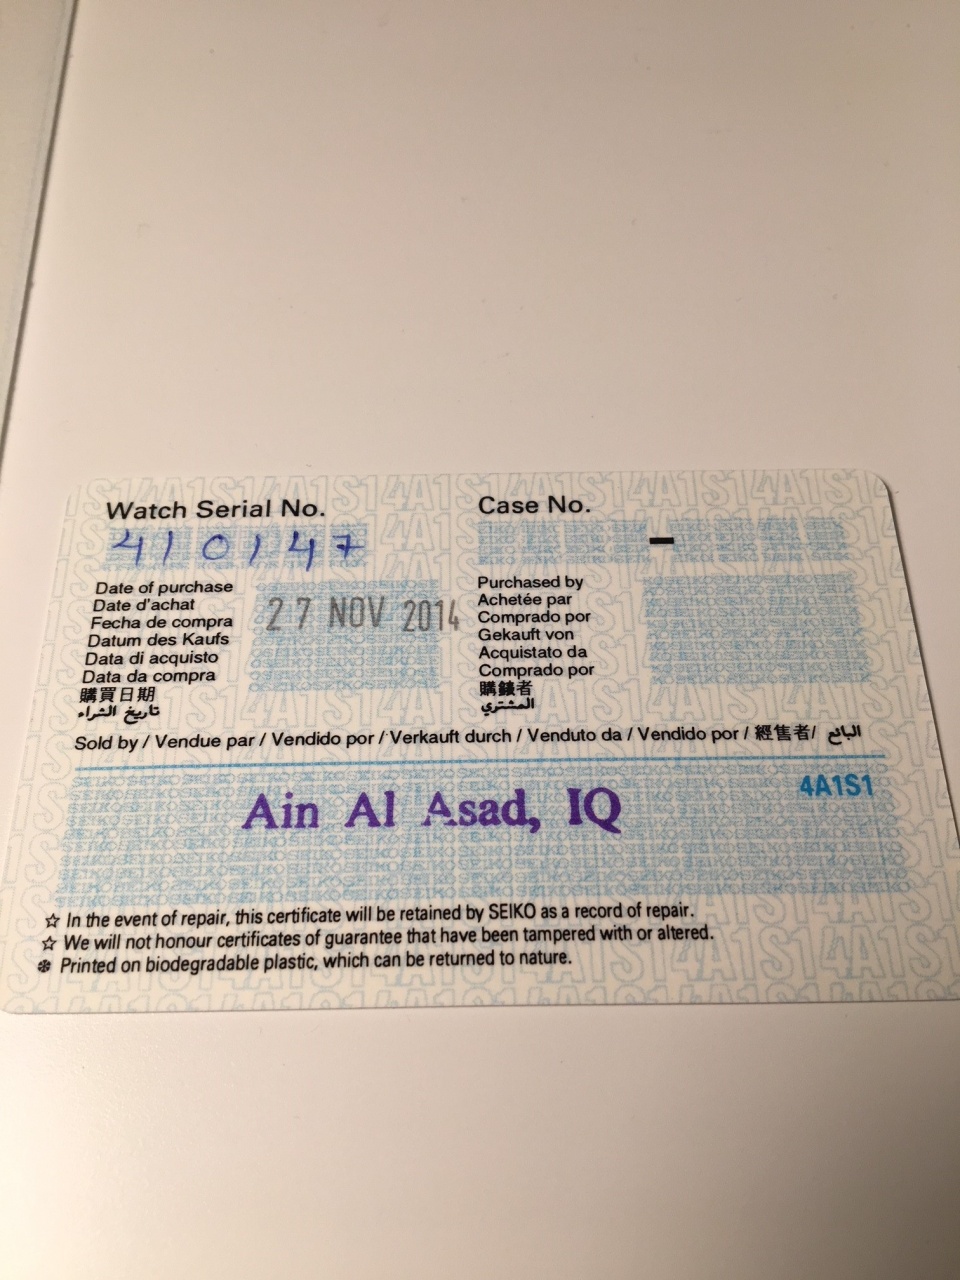 Watch Serial No.
410147
Case No.
–
Date of purchase
Date d'achat
Fecha de compra
Datum des Kaufs
Data di acquisto
Data da compra
購買日期
تاريخ الشراء
27 NOV 2014
Purchased by
Achetée par
Comprado por
Gekauft von
Acquistato da
Comprado por
購錶者
المشتري
Sold by / Vendue par / Vendido por / Verkauft durch / Venduto da / Vendido por / 經售者/ البائع
4A1S1
Ain Al Asad, IQ
☆ In the event of repair, this certificate will be retained by SEIKO as a record of repair.
☆ We will not honour certificates of guarantee that have been tampered with or altered.
❄ Printed on biodegradable plastic, which can be returned to nature.